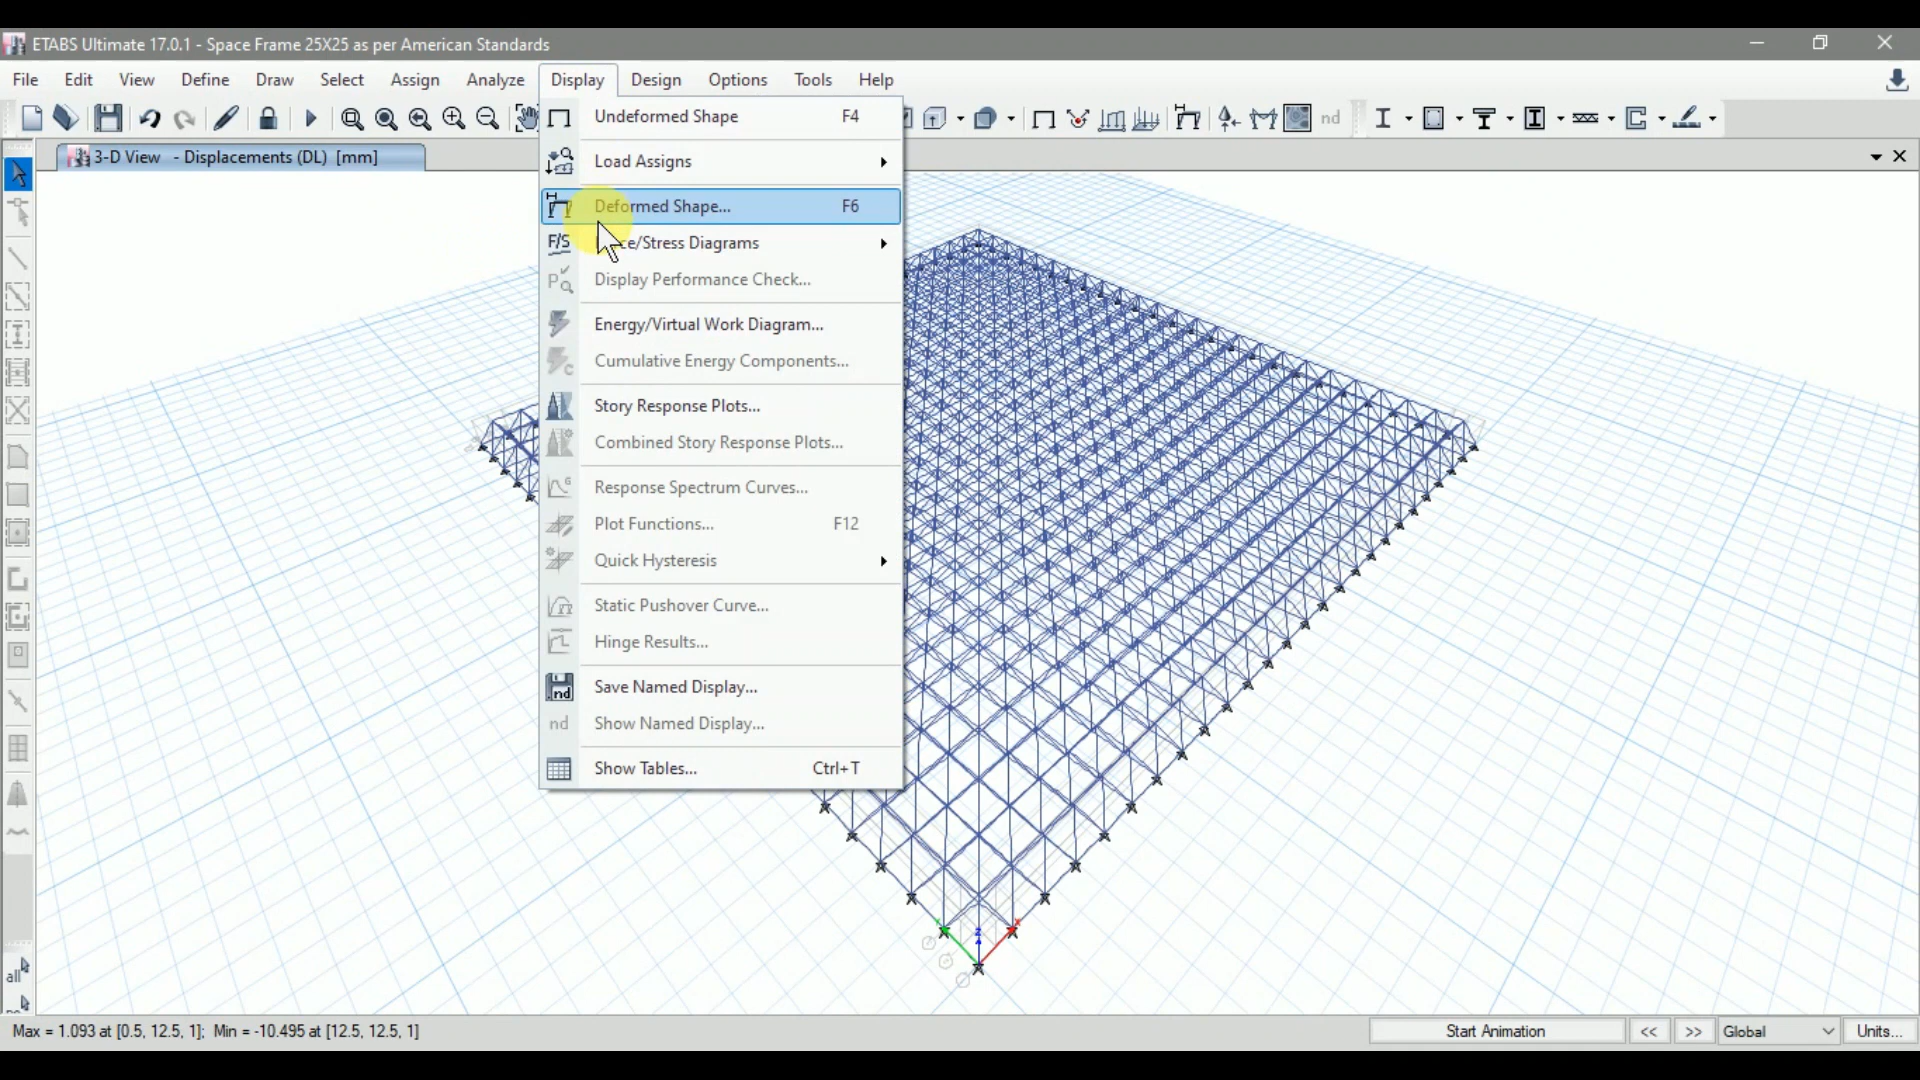 ETABS Ultimate 17.0.1 - Space Frame 25X25 as per American Standards
File Edit View Define Draw Select Assign Analyze Display Design Options Tools Help
nd
3-D View - Displacements (DL) [mm]
Undeformed Shape F4
Load Assigns
Deformed Shape... F6
F/S ce/Stress Diagrams
Display Performance Check...
Energy/Virtual Work Diagram...
Cumulative Energy Components...
Story Response Plots...
Combined Story Response Plots...
Response Spectrum Curves...
Plot Functions... F12
Quick Hysteresis
Static Pushover Curve...
Hinge Results...
.nd Save Named Display...
nd Show Named Display...
Show Tables... Ctrl+T
all
Z
Max = 1.093 at [0.5, 12.5, 1]; Min = -10.495 at [12.5, 12.5, 1]
Start Animation << >> Global Units...